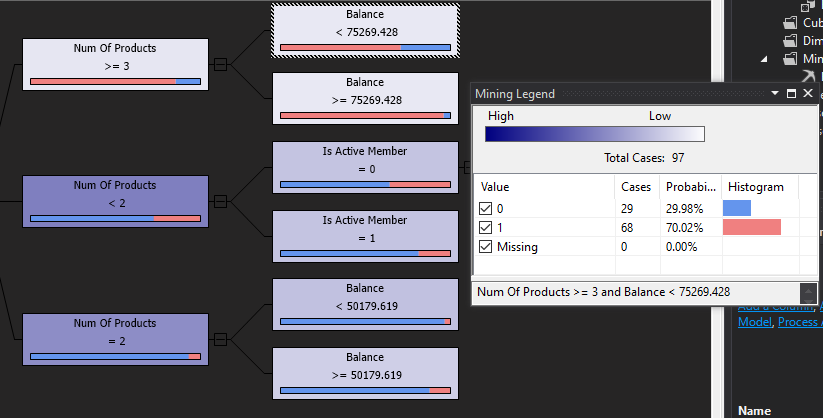 Num Of Products
>= 3
Balance
< 75269.428
Balance
>= 75269.428
Num Of Products
< 2
Is Active Member
= 0
Is Active Member
= 1
Num Of Products
= 2
Balance
< 50179.619
Balance
>= 50179.619
Cub
Dim
Min
Mining Legend
High Low
Total Cases: 97
Value Cases Probabi... Histogram
0 29 29.98%
1 68 70.02%
Missing 0 0.00%
Num Of Products >= 3 and Balance < 75269.428
Model, Process
Name